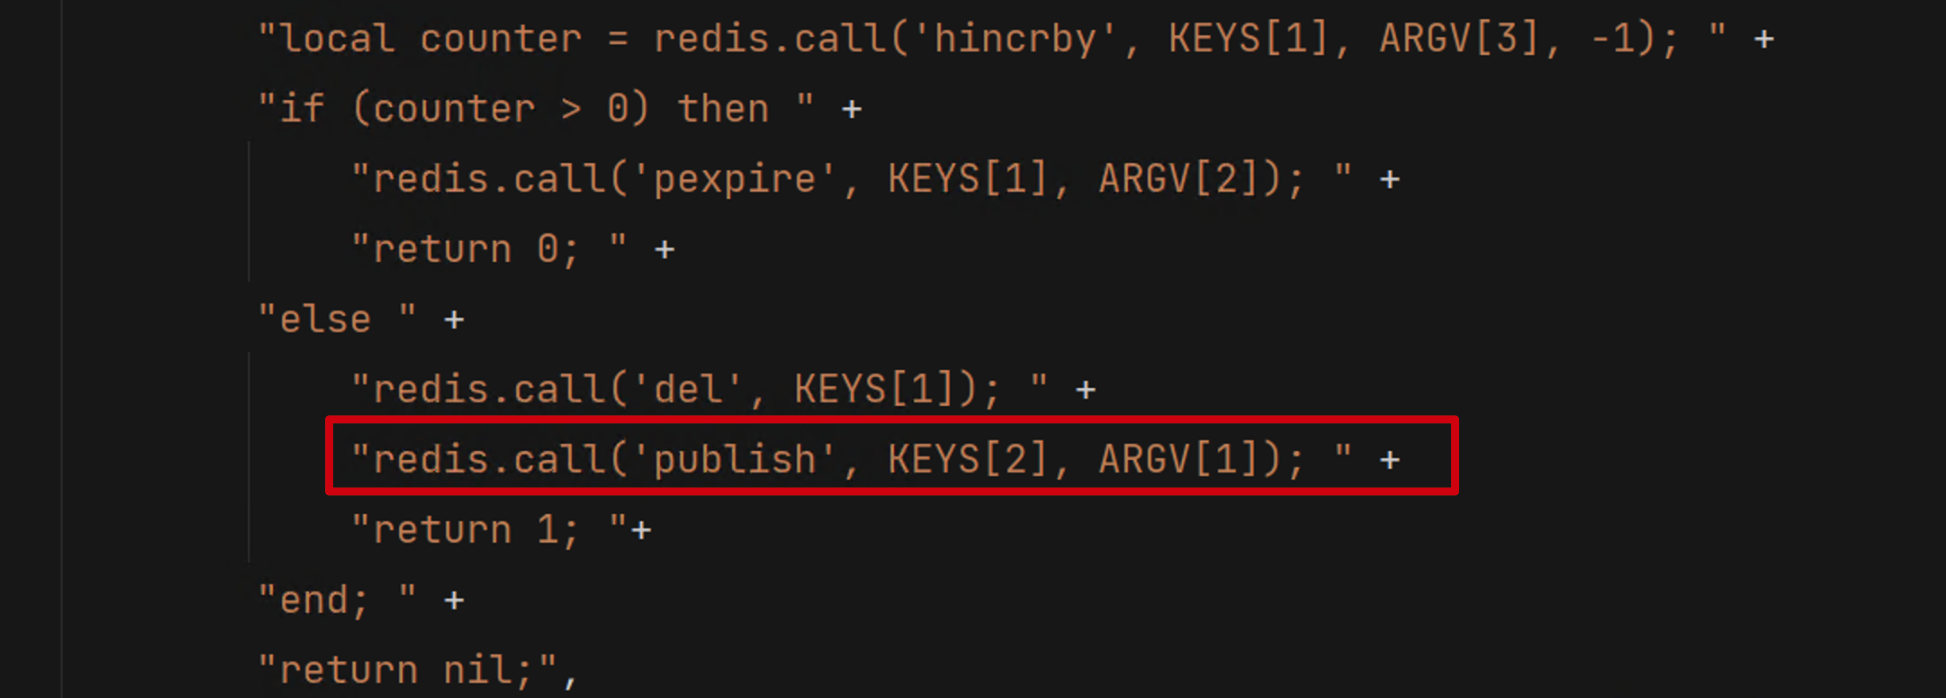 "local counter = redis.call('hincrby', KEYS[1], ARGV[3], -1); " +
"if (counter > 0) then " +
"redis.call('pexpire', KEYS[1], ARGV[2]); " +
"return 0; " +
"else " +
"redis.call('del', KEYS[1]); " +
"redis.call('publish', KEYS[2], ARGV[1]); " +
"return 1; "+
"end; " +
"return nil;",